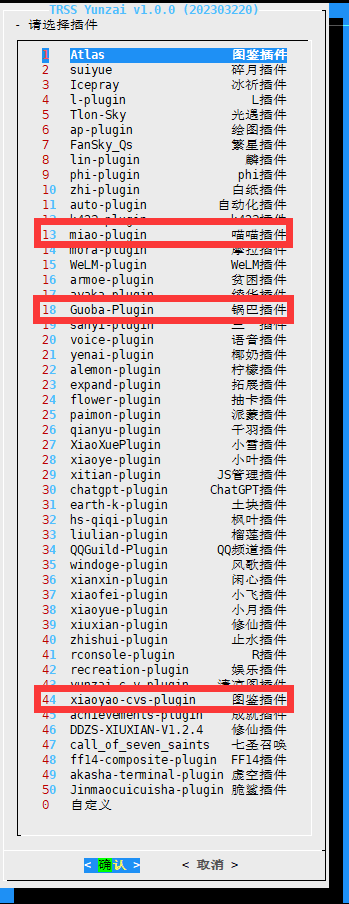 TRSS Yunzai v1.0.0 (202303220)
- 请选择插件
1 Atlas 图鉴插件
2 suiyue 碎月插件
3 Icepray 冰祈插件
4 l-plugin L插件
5 Tlon-Sky 光遇插件
6 ap-plugin 绘图插件
7 FanSky_Qs 繁星插件
8 lin-plugin 麟插件
9 phi-plugin phi插件
10 zhi-plugin 白纸插件
11 auto-plugin 自动化插件
13 miao-plugin 喵喵插件
14 mora-plugin 摩拉插件
15 WeLM-plugin WeLM插件
16 armoe-plugin 贫困插件
18 Guoba-Plugin 锅巴插件
19 sanyi-plugin 三一插件
20 voice-plugin 语音插件
21 yenai-plugin 椰奶插件
22 alemon-plugin 柠檬插件
23 expand-plugin 拓展插件
24 flower-plugin 抽卡插件
25 paimon-plugin 派蒙插件
26 qianyu-plugin 千羽插件
27 XiaoXuePlugin 小雪插件
28 xiaoye-plugin 小叶插件
29 xitian-plugin JS管理插件
30 chatgpt-plugin ChatGPT插件
31 earth-k-plugin 土块插件
32 hs-qiqi-plugin 枫叶插件
33 liulian-plugin 榴莲插件
34 QQGuild-Plugin QQ频道插件
35 windoge-plugin 风歌插件
36 xianxin-plugin 闲心插件
37 xiaofei-plugin 小飞插件
38 xiaoyue-plugin 小月插件
39 xiuxian-plugin 修仙插件
40 zhishui-plugin 止水插件
41 rconsole-plugin R插件
42 recreation-plugin 娱乐插件
44 xiaoyao-cvs-plugin 图鉴插件
45 achievements-plugin 成就插件
46 DDZS-XIUXIAN-V1.2.4 修仙插件
47 call_of_seven_saints 七圣召唤
48 ff14-composite-plugin FF14插件
49 akasha-terminal-plugin 虚空插件
50 Jinmaocuicuisha-plugin 脆鲨插件
0 自定义
< 确认 > < 取消 >